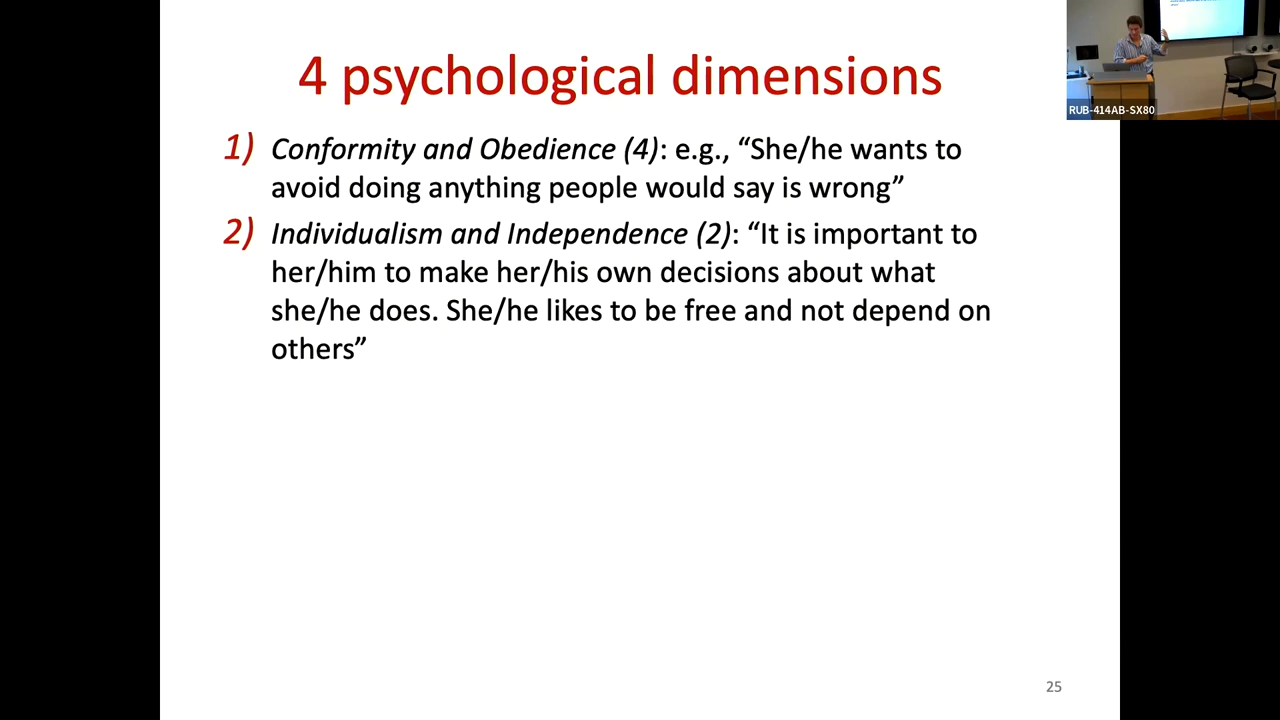 4 psychological dimensions
1) Conformity and Obedience (4): e.g., “She/he wants to
avoid doing anything people would say is wrong”
2) Individualism and Independence (2): “It is important to
her/him to make her/his own decisions about what
she/he does. She/he likes to be free and not depend on
others”
25
RUB-414AB-SX80